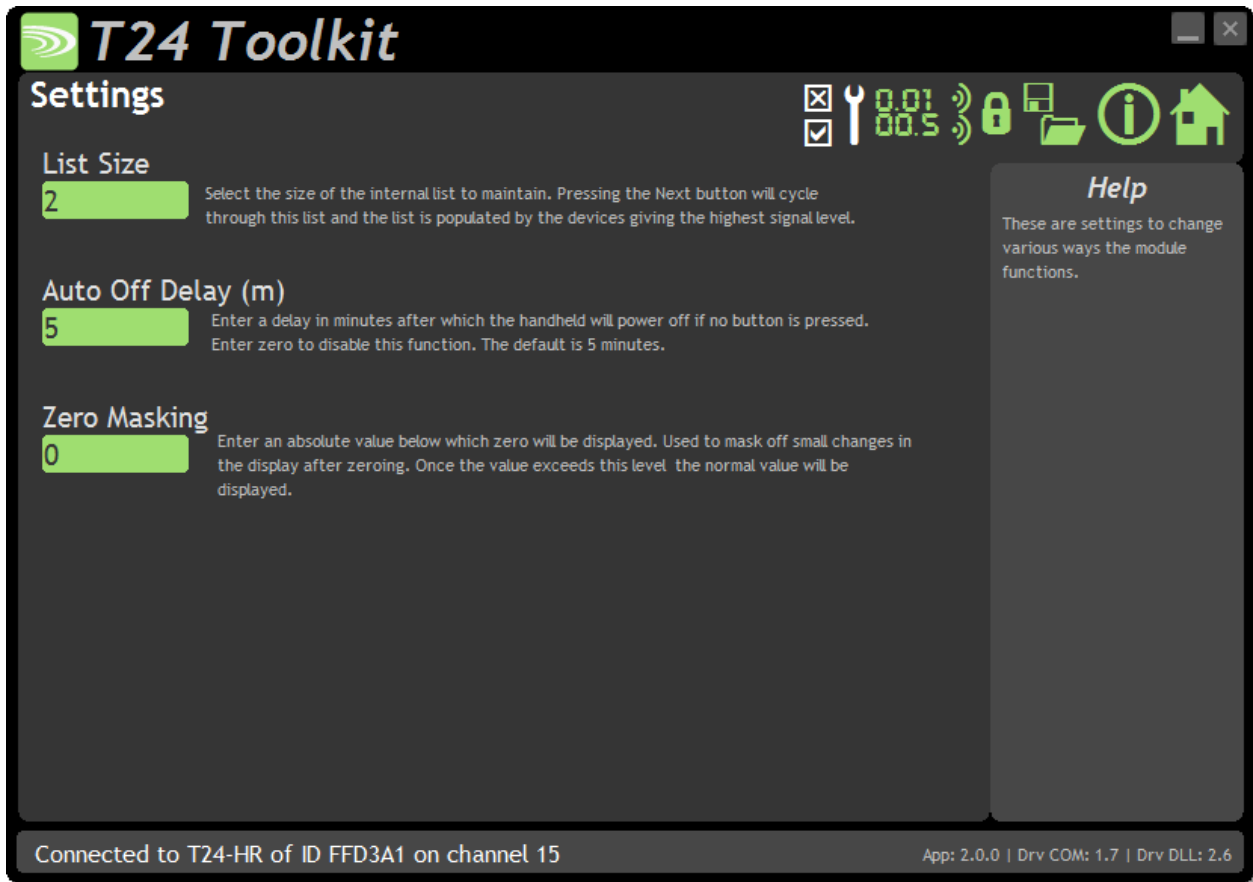 T24 Toolkit
Settings
0.01
00.5
List Size
2
Select the size of the internal list to maintain. Pressing the Next button will cycle
through this list and the list is populated by the devices giving the highest signal level.
Auto Off Delay (m)
5
Enter a delay in minutes after which the handheld will power off if no button is pressed.
Enter zero to disable this function. The default is 5 minutes.
Zero Masking
0
Enter an absolute value below which zero will be displayed. Used to mask off small changes in
the display after zeroing. Once the value exceeds this level  the normal value will be
displayed.
Help
These are settings to change
various ways the module
functions.
Connected to T24-HR of ID FFD3A1 on channel 15
App: 2.0.0 | Drv COM: 1.7 | Drv DLL: 2.6